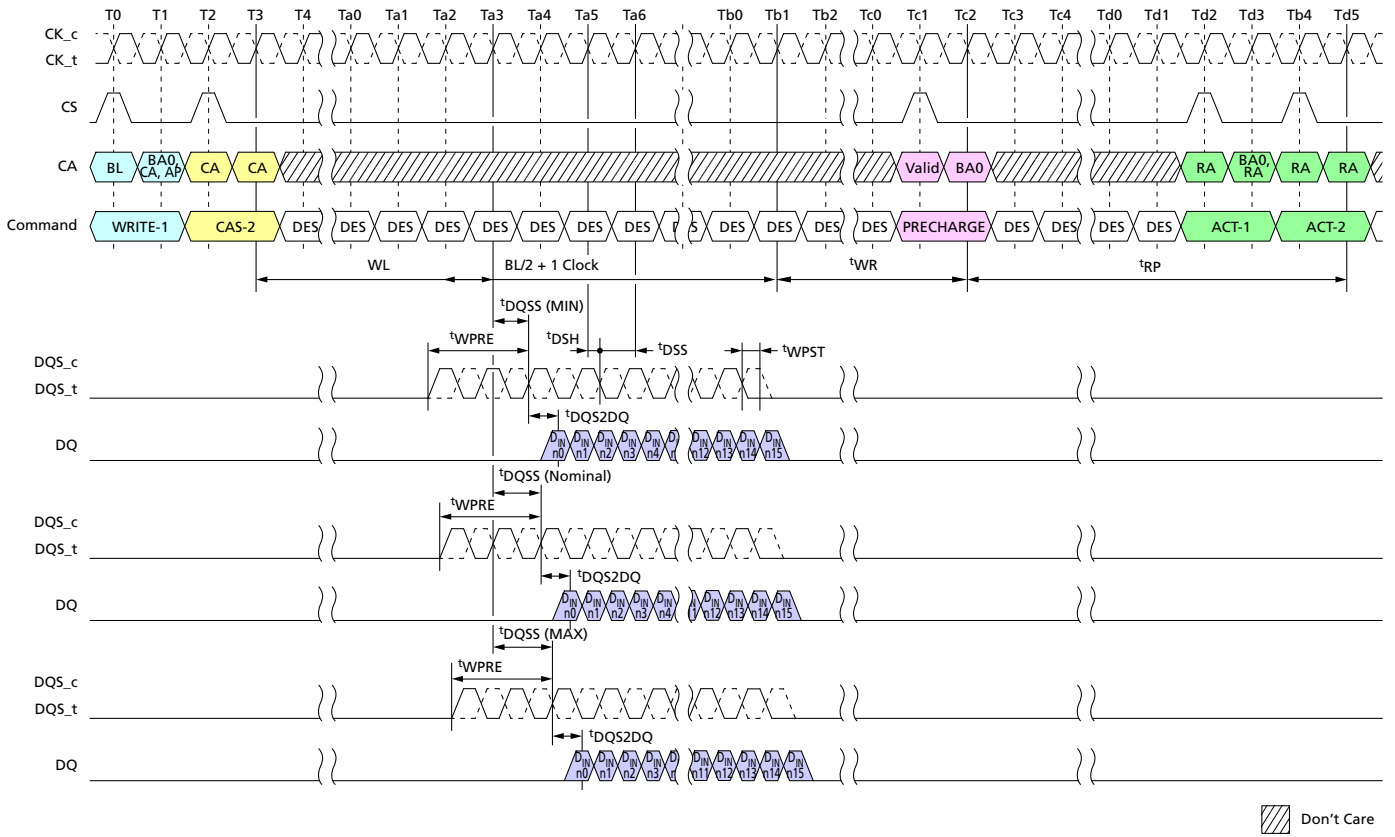 T0 T1 T2 T3 T4 Ta0 Ta1 Ta2 Ta3 Ta4 Ta5 Ta6 Tb0 Tb1 Tb2 Tc0 Tc1 Tc2 Tc3 Tc4 Td0 Td1 Td2 Td3 Tb4 Td5
CK_c
CK_t
CS
CA BL BA0, CA, AP CA CA Valid BA0 RA BA0, RA RA RA
Command WRITE-1 CAS-2 DES DES DES DES DES DES DES DES DES DES DES DES PRECHARGE DES DES DES DES ACT-1 ACT-2
WL BL/2 + 1 Clock tWR tRP
tDQSS (MIN)
tWPRE tDSH tDSS tWPST
DQS_c
DQS_t
tDQS2DQ
DQ DIN n0 DIN n1 DIN n2 DIN n3 DIN n4 DIN n12 DIN n13 DIN n14 DIN n15
tDQSS (Nominal)
tWPRE
DQS_c
DQS_t
tDQS2DQ
DQ DIN n0 DIN n1 DIN n2 DIN n3 DIN n4 DIN n12 DIN n13 DIN n14 DIN n15
tDQSS (MAX)
tWPRE
DQS_c
DQS_t
tDQS2DQ
DQ DIN n0 DIN n1 DIN n2 DIN n3 DIN n11 DIN n12 DIN n13 DIN n14 DIN n15
Don't Care